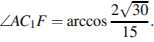 ∠AC₁F = arccos 2√30/15.